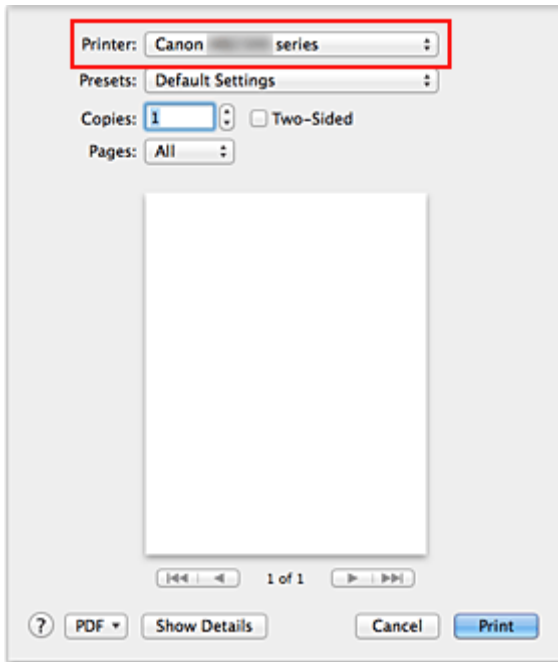 Printer: Canon series
Presets: Default Settings
Copies: 1 Two-Sided
Pages: All
1 of 1
? PDF Show Details Cancel Print